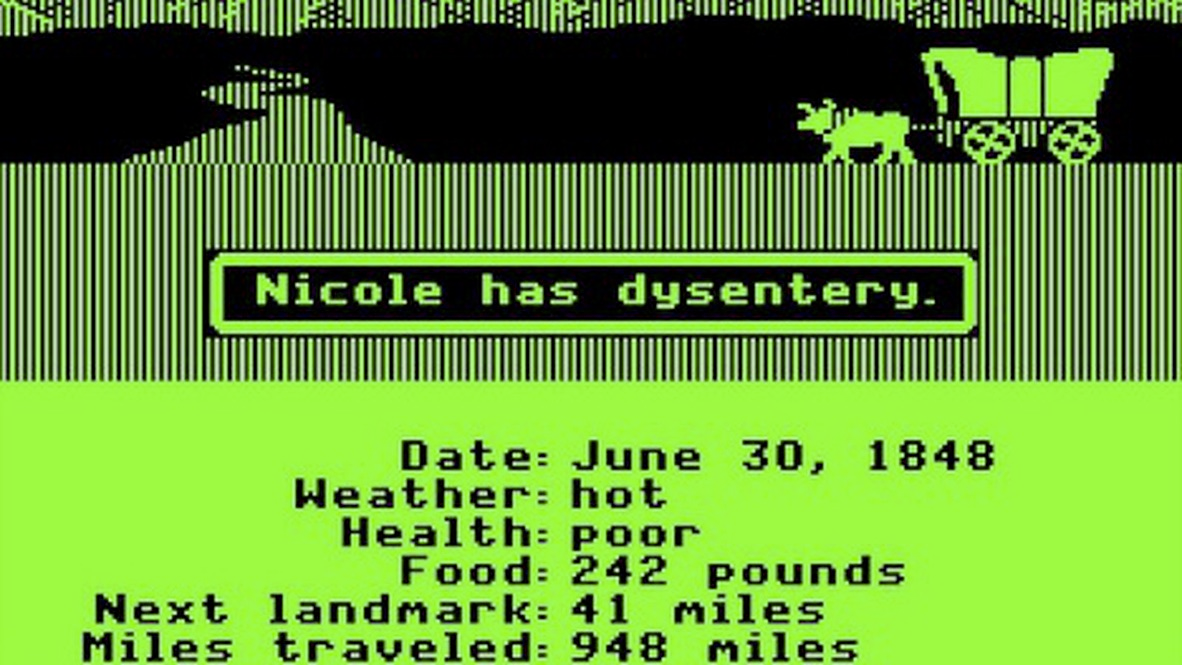 Nicole has dysentery.
Date: June 30, 1848
Weather: hot
Health: poor
Food: 242 pounds
Next landmark: 41 miles
Miles traveled: 948 miles